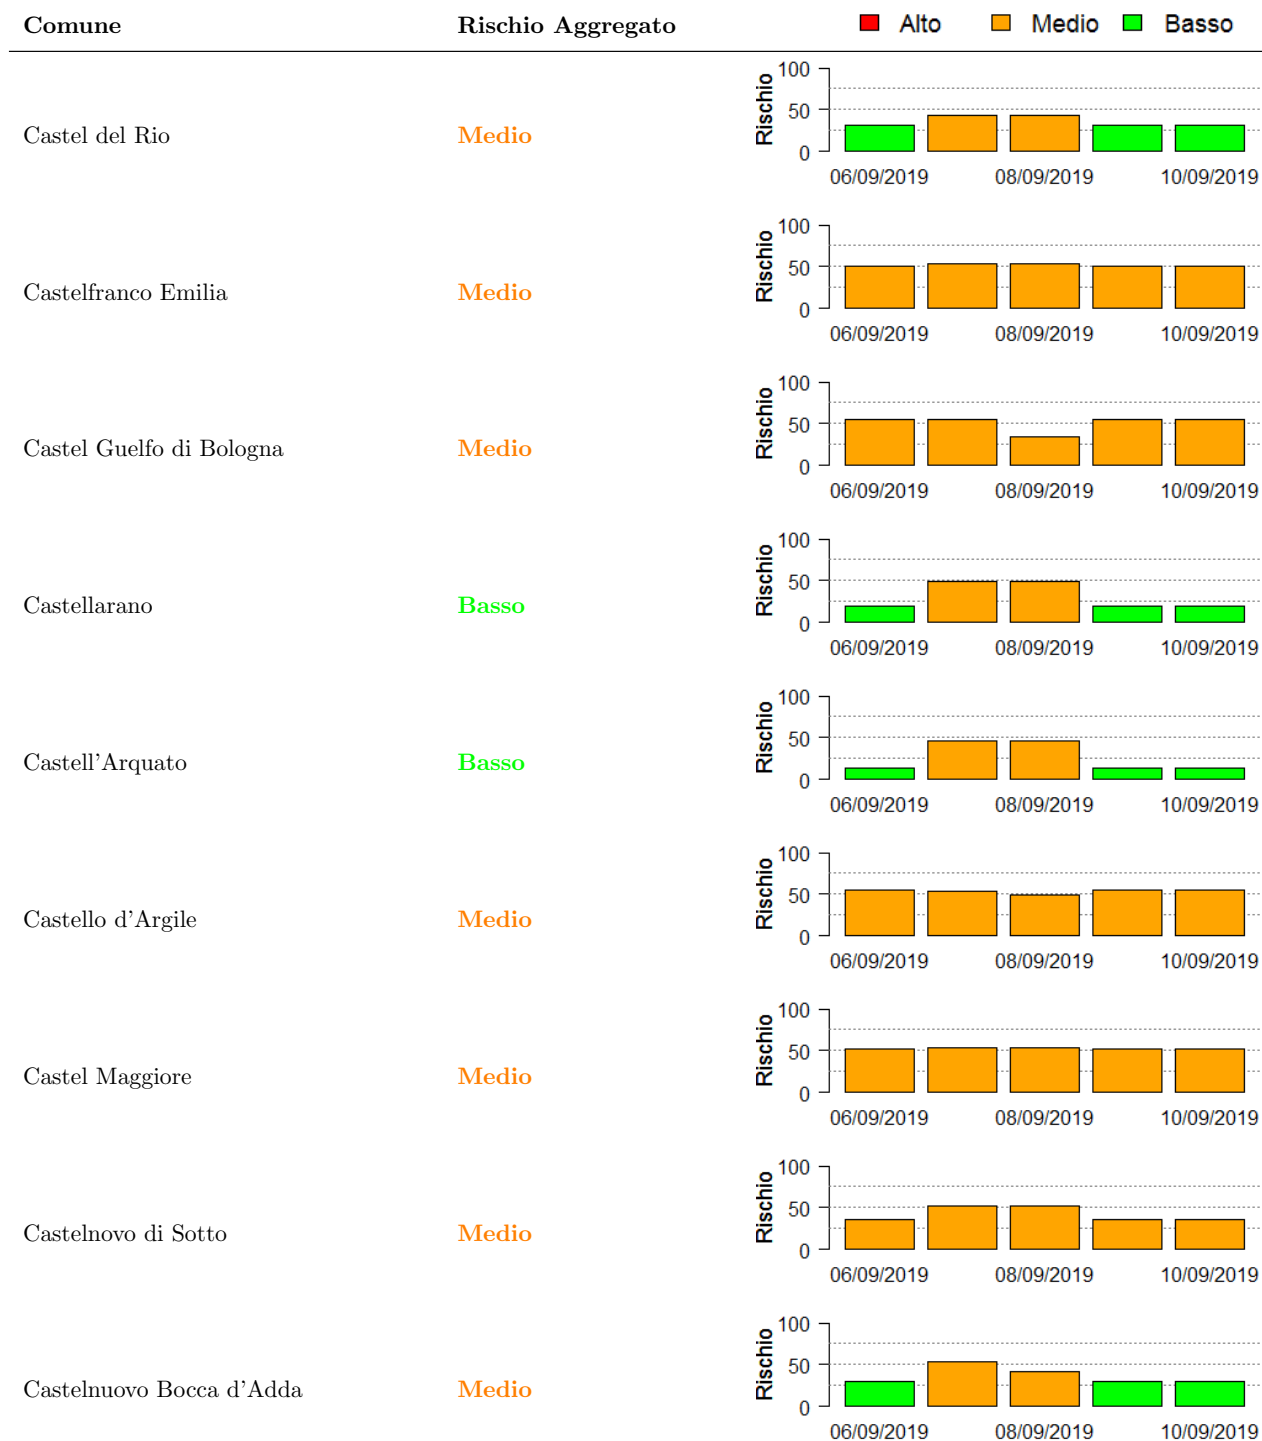 Comune Rischio Aggregato Alto Medio Basso
Castel del Rio Medio Rischio 100 50 0
06/09/2019 08/09/2019 10/09/2019
Castelfranco Emilia Medio Rischio 100 50 0
06/09/2019 08/09/2019 10/09/2019
Castel Guelfo di Bologna Medio Rischio 100 50 0
06/09/2019 08/09/2019 10/09/2019
Castellarano Basso Rischio 100 50 0
06/09/2019 08/09/2019 10/09/2019
Castell'Arquato Basso Rischio 100 50 0
06/09/2019 08/09/2019 10/09/2019
Castello d'Argile Medio Rischio 100 50 0
06/09/2019 08/09/2019 10/09/2019
Castel Maggiore Medio Rischio 100 50 0
06/09/2019 08/09/2019 10/09/2019
Castelnovo di Sotto Medio Rischio 100 50 0
06/09/2019 08/09/2019 10/09/2019
Castelnuovo Bocca d'Adda Medio Rischio 100 50 0
06/09/2019 08/09/2019 10/09/2019